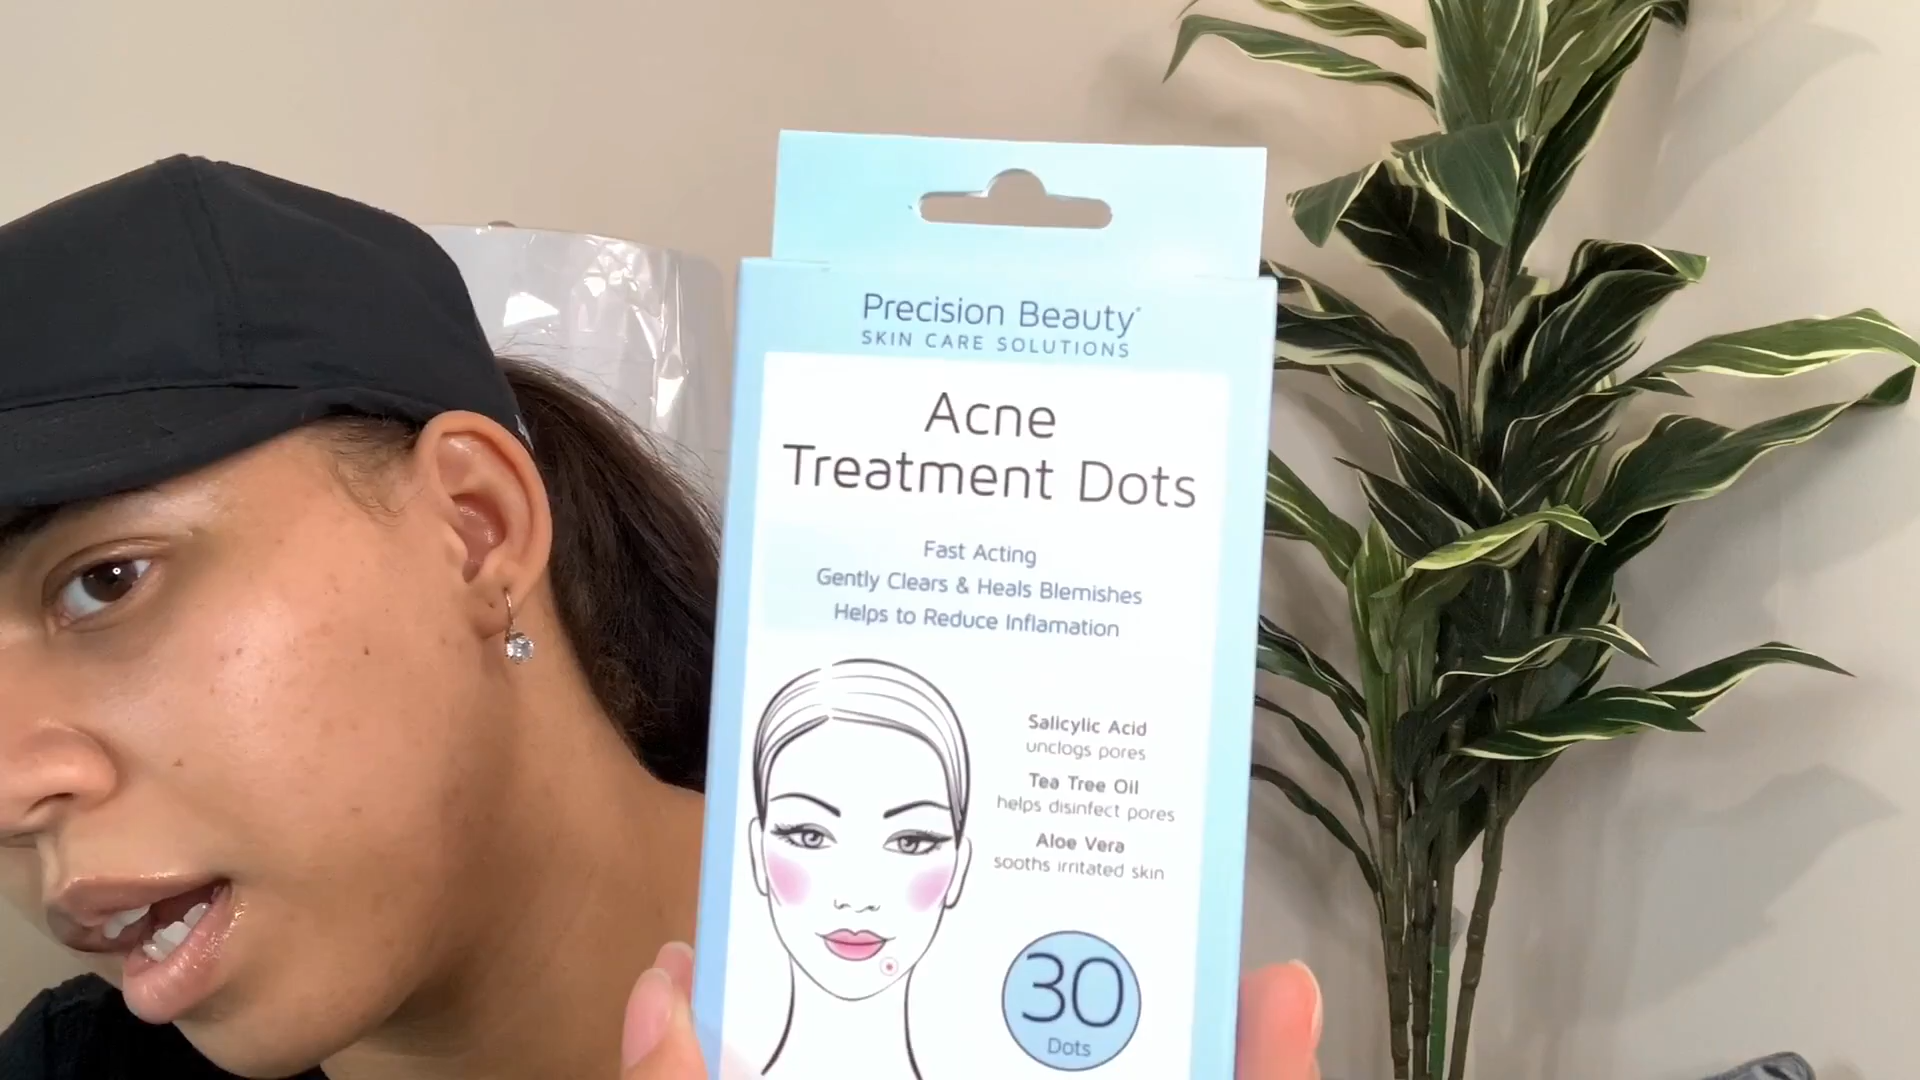 Precision Beauty
SKIN CARE SOLUTIONS
Acne
Treatment Dots
Fast Acting
Gently Clears & Heals Blemishes
Helps to Reduce Inflamation
Salicylic Acid
unclogs pores
Tea Tree Oil
helps disinfect pores
Aloe Vera
sooths irritated skin
30
Dots